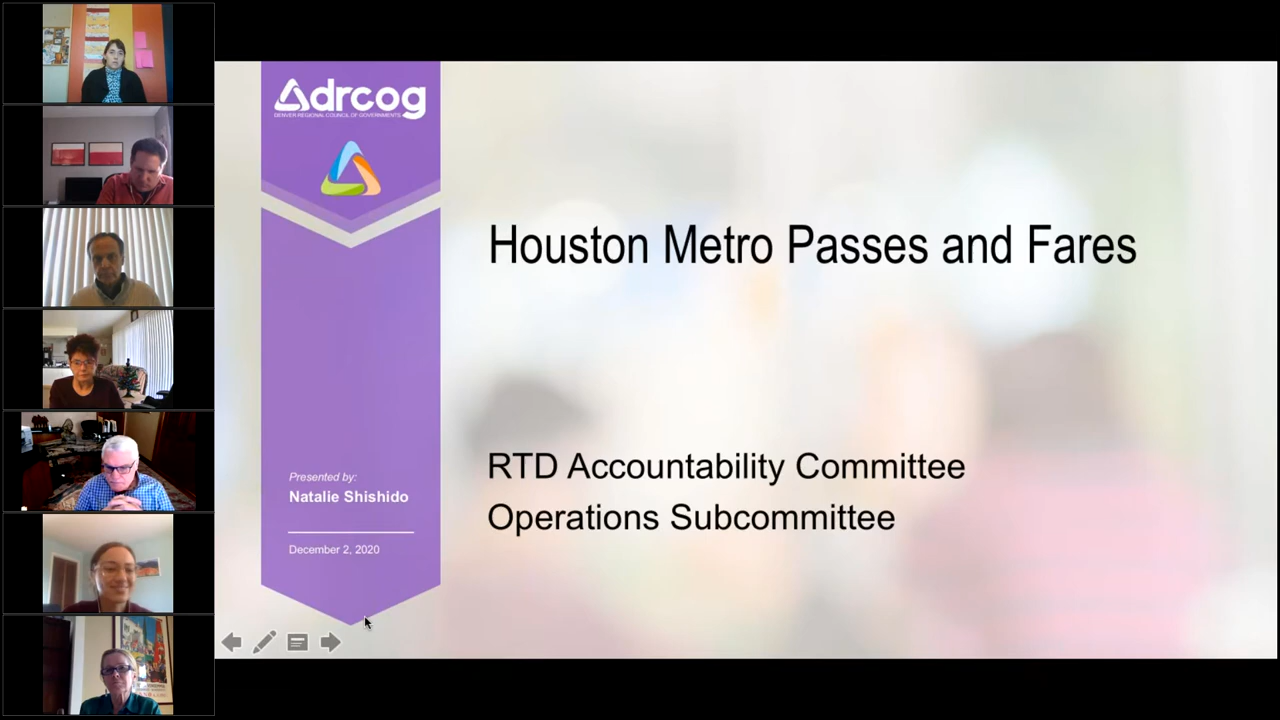 drcog
DENVER REGIONAL COUNCIL OF GOVERNMENTS
Houston Metro Passes and Fares
RTD Accountability Committee
Operations Subcommittee
Presented by:
Natalie Shishido
December 2, 2020